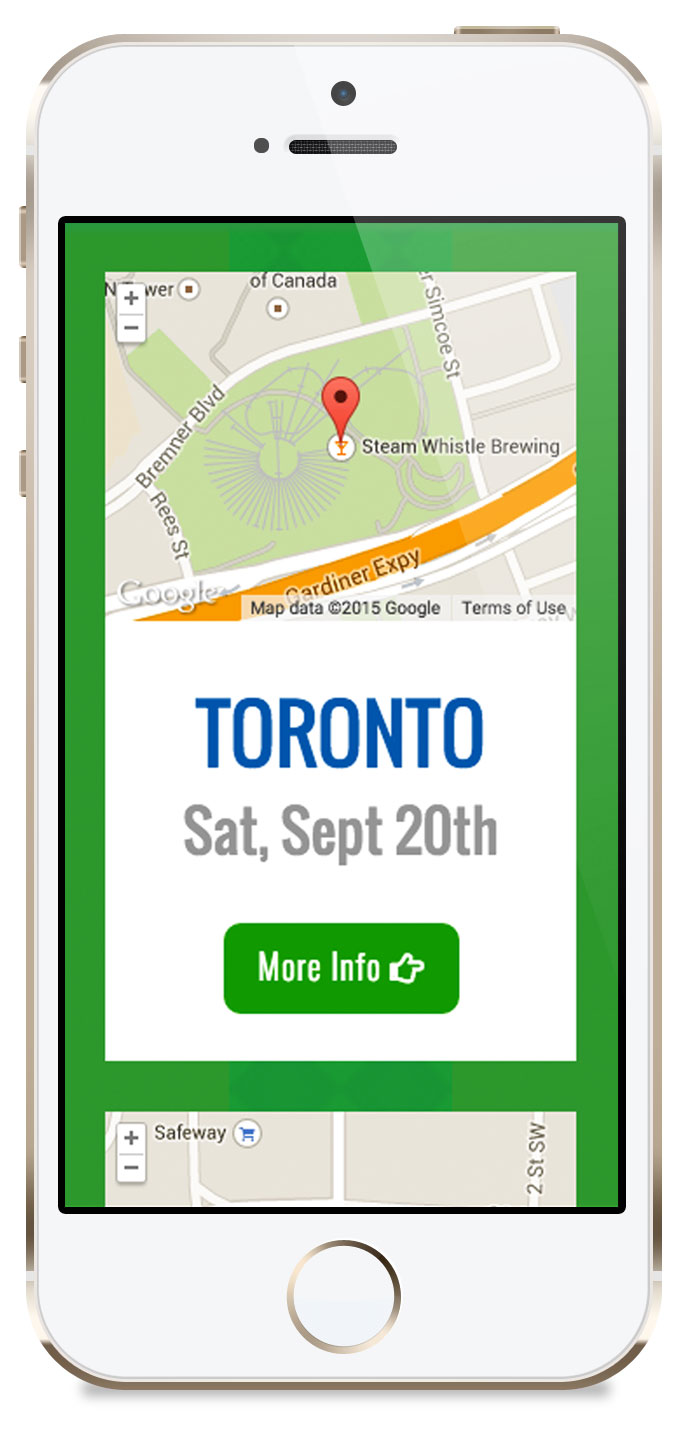 N Tower
of Canada
er Simcoe St
+
−
Bremner Blvd
Steam Whistle Brewing
Rees St
Gardiner Expy
Google
Map data ©2015 Google
Terms of Use
TORONTO
Sat, Sept 20th
More Info
+
−
Safeway
2 St SW